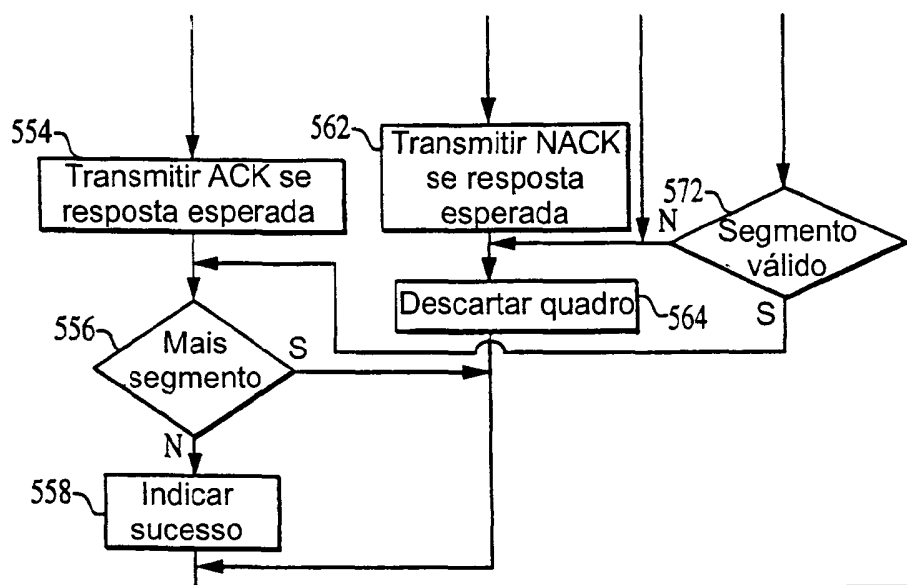 554
Transmitir ACK se
resposta esperada
562
Transmitir NACK
se resposta
esperada
572
N
Segmento
válido
S
Descartar quadro
564
556
Mais
segmento
S
N
558
Indicar
sucesso